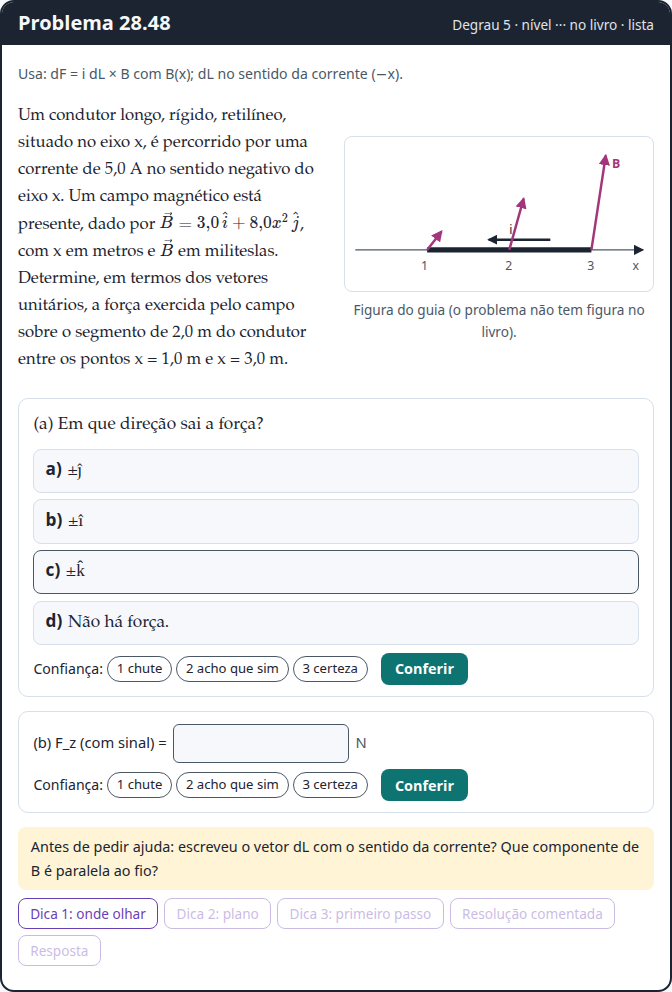 Problema 28.48
Degrau 5 · nível ··· no livro · lista
Usa: dF = i dL × B com B(x); dL no sentido da corrente (−x).
Um condutor longo, rígido, retilíneo,
situado no eixo x, é percorrido por uma
corrente de 5,0 A no sentido negativo do
eixo x. Um campo magnético está
presente, dado por $\vec{B} = 3{,}0\,\hat{i} + 8{,}0x^2\,\hat{j}$,
com x em metros e $\vec{B}$ em militeslas.
Determine, em termos dos vetores
unitários, a força exercida pelo campo
sobre o segmento de 2,0 m do condutor
entre os pontos x = 1,0 m e x = 3,0 m.
B
i
1 2 3 x
Figura do guia (o problema não tem figura no
livro).
(a) Em que direção sai a força?
a) ±ĵ
b) ±î
c) ±k̂
d) Não há força.
Confiança: 1 chute 2 acho que sim 3 certeza Conferir
(b) F_z (com sinal) = N
Confiança: 1 chute 2 acho que sim 3 certeza Conferir
Antes de pedir ajuda: escreveu o vetor dL com o sentido da corrente? Que componente de
B é paralela ao fio?
Dica 1: onde olhar Dica 2: plano Dica 3: primeiro passo Resolução comentada
Resposta